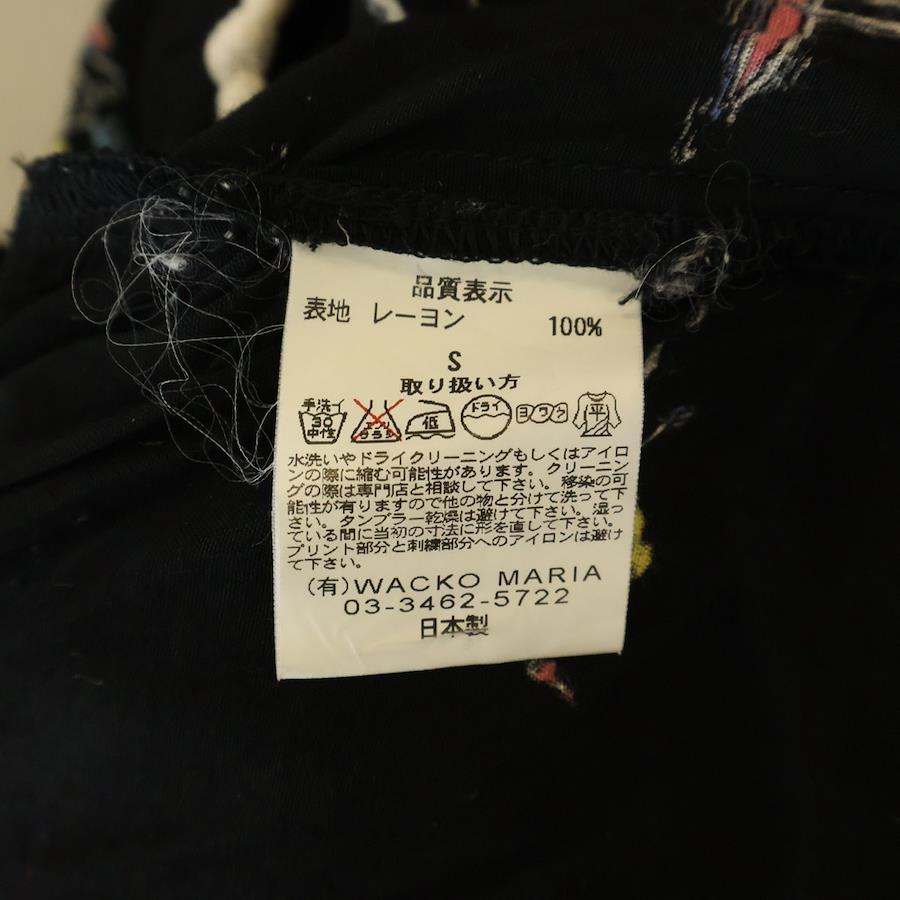 品質表示
表地 レーヨン 100%
S
取り扱い方
手洗イ
30
中性
エンソ
サラシ
低
ドライ
ヨワク
平
水洗いやドライクリーニングもしくはアイロ
ンの際に縮む可能性があります。クリーニン
グの際は専門店と相談して下さい。移染の可
能性が有りますので他の物と分けて洗って下
さい。タンブラー乾燥は避けて下さい。湿っ
ている間に当初の寸法に形を直して下さい。
プリント部分と刺繍部分へのアイロンは避け
て下さい。
(有)WACKO MARIA
03-3462-5722
日本製